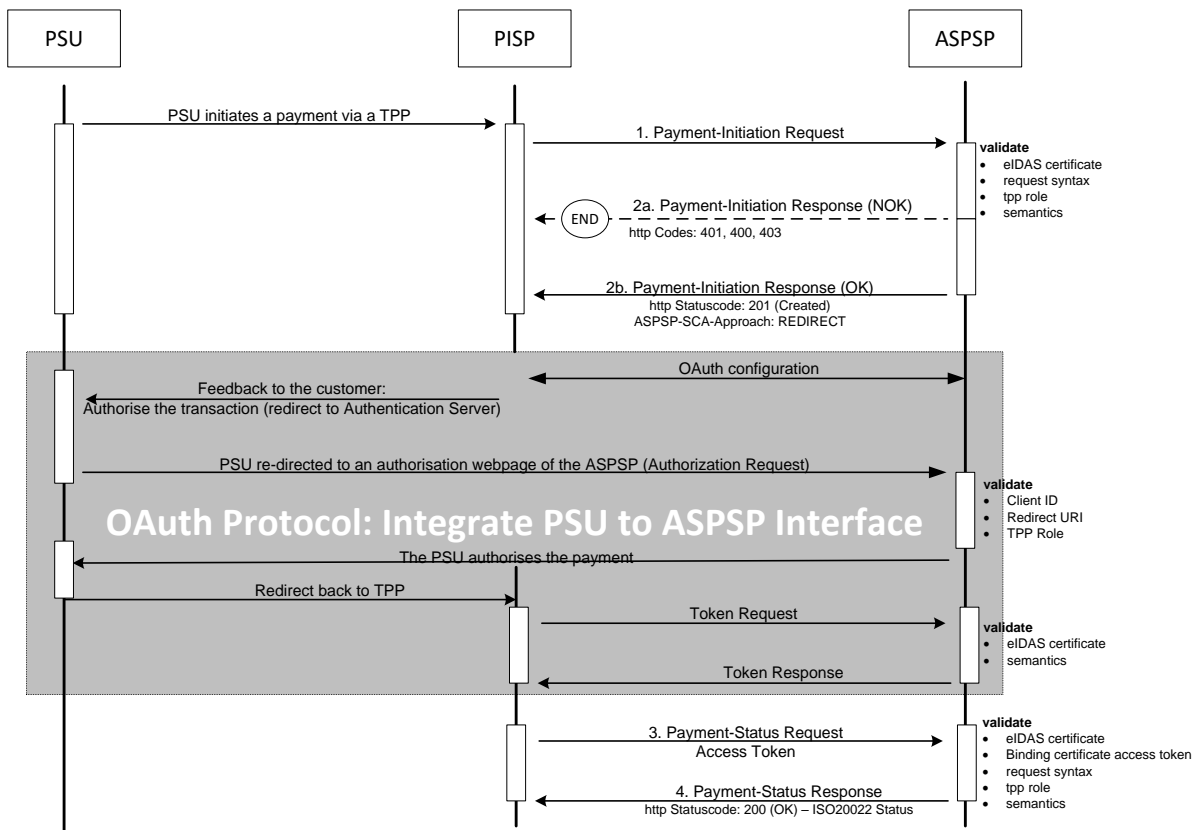 PSU
PISP
ASPSP
PSU initiates a payment via a TPP
1. Payment-Initiation Request
validate
• eIDAS certificate
• request syntax
• tpp role
• semantics
2a. Payment-Initiation Response (NOK)
END
http Codes: 401, 400, 403
2b. Payment-Initiation Response (OK)
http Statuscode: 201 (Created)
ASPSP-SCA-Approach: REDIRECT
OAuth configuration
Feedback to the customer:
Authorise the transaction (redirect to Authentication Server)
PSU re-directed to an authorisation webpage of the ASPSP (Authorization Request)
validate
• Client ID
• Redirect URI
• TPP Role
OAuth Protocol: Integrate PSU to ASPSP Interface
The PSU authorises the payment
Redirect back to TPP
Token Request
validate
• eIDAS certificate
• semantics
Token Response
3. Payment-Status Request
Access Token
validate
• eIDAS certificate
• Binding certificate access token
• request syntax
• tpp role
• semantics
4. Payment-Status Response
http Statuscode: 200 (OK) – ISO20022 Status